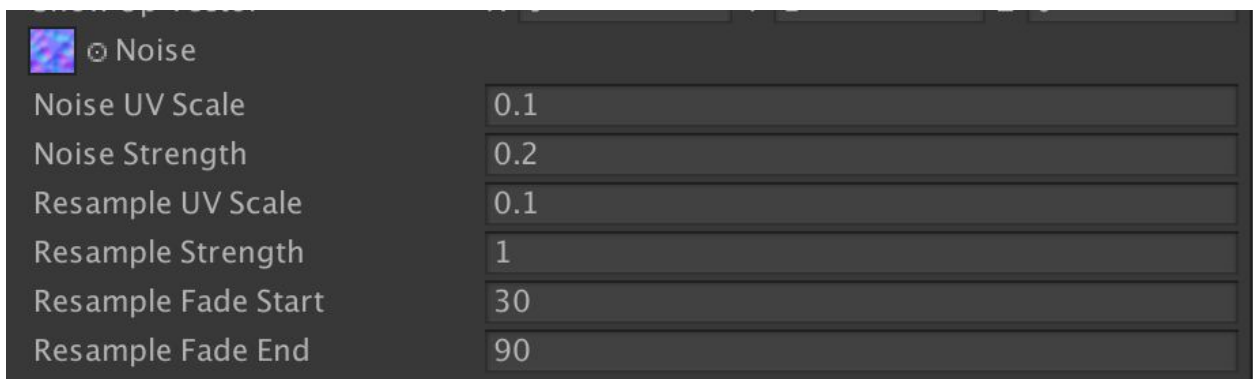 Noise
Noise UV Scale 0.1
Noise Strength 0.2
Resample UV Scale 0.1
Resample Strength 1
Resample Fade Start 30
Resample Fade End 90